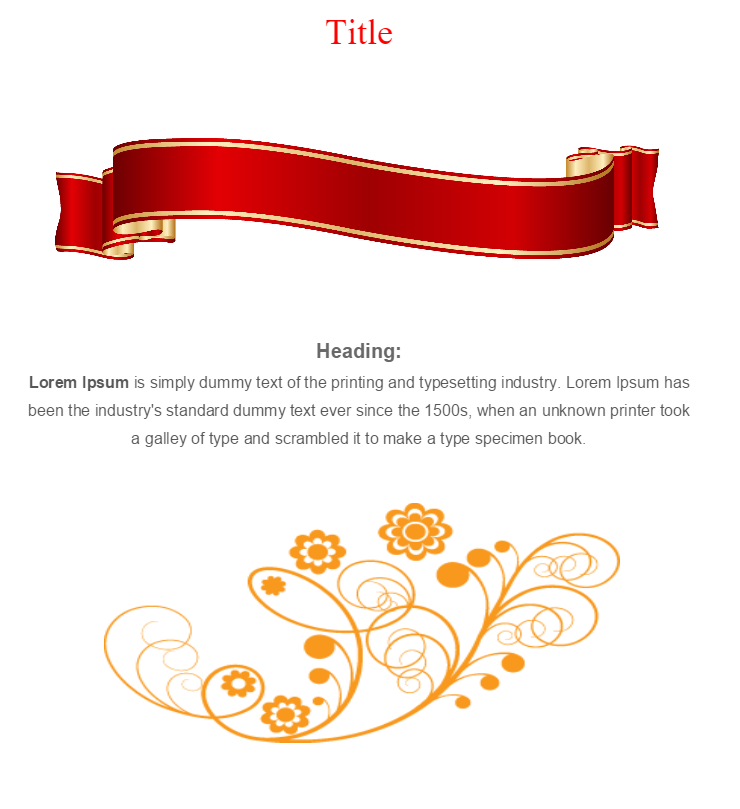 Title
Heading:
Lorem Ipsum is simply dummy text of the printing and typesetting industry. Lorem Ipsum has
been the industry's standard dummy text ever since the 1500s, when an unknown printer took
a galley of type and scrambled it to make a type specimen book.